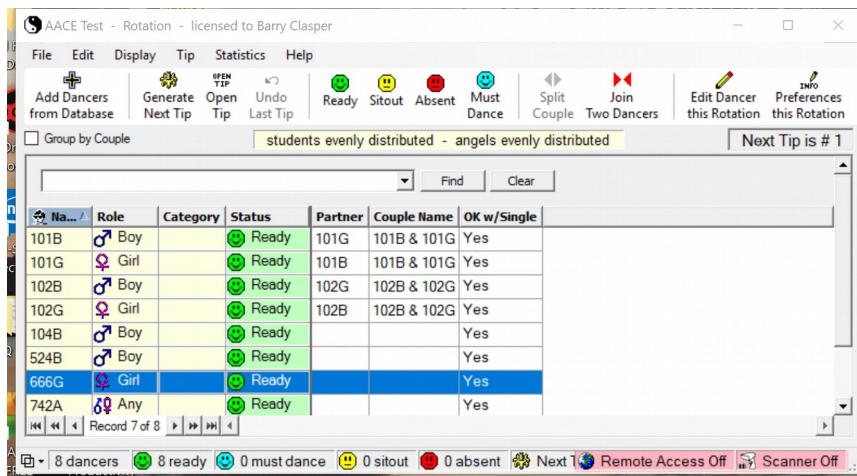 AACE Test - Rotation - licensed to Barry Clasper
File Edit Display Tip Statistics Help
Add Dancers from Database
Generate Next Tip
OPEN TIP
Open Tip
Undo Last Tip
Ready
Sitout
Absent
Must Dance
Split Couple
Join Two Dancers
Edit Dancer this Rotation
INFO
Preferences this Rotation
Group by Couple
students evenly distributed - angels evenly distributed
Next Tip is # 1
Find Clear
Na... Role Category Status Partner Couple Name OK w/Single
101B Boy Ready 101G 101B & 101G Yes
101G Girl Ready 101B 101B & 101G Yes
102B Boy Ready 102G 102B & 102G Yes
102G Girl Ready 102B 102B & 102G Yes
104B Boy Ready Yes
524B Boy Ready Yes
666G Girl Ready Yes
742A Any Ready Yes
Record 7 of 8
8 dancers 8 ready 0 must dance 0 sitout 0 absent Next Remote Access Off Scanner Off